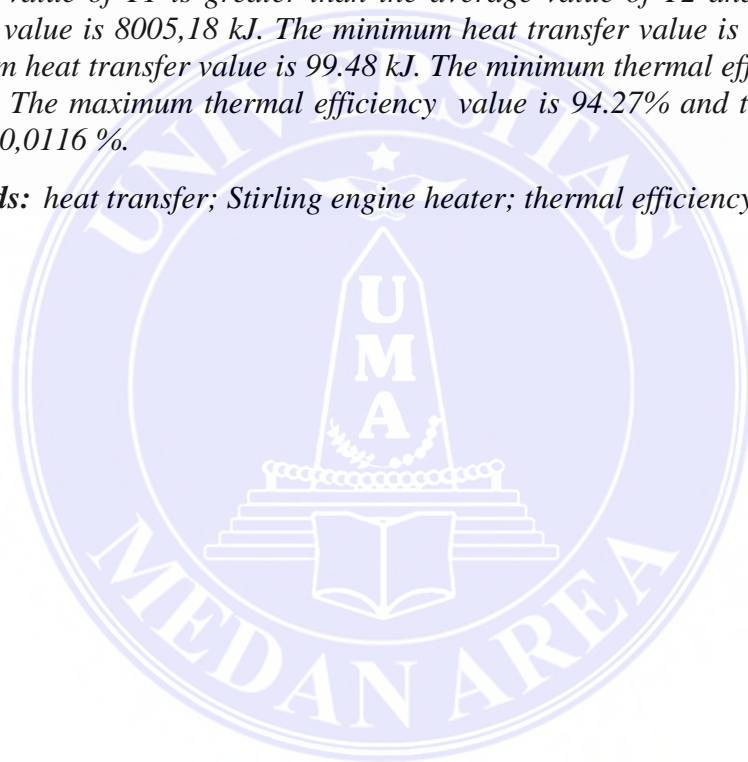 value of T1 is greater than the average value of T2 and
value is 8005,18 kJ. The minimum heat transfer value is
m heat transfer value is 99.48 kJ. The minimum thermal eff
. The maximum thermal efficiency value is 94.27% and t
0,0116 %.
ds: heat transfer; Stirling engine heater; thermal efficiency
UNIVERSITAS
UMA
MEDAN AREA